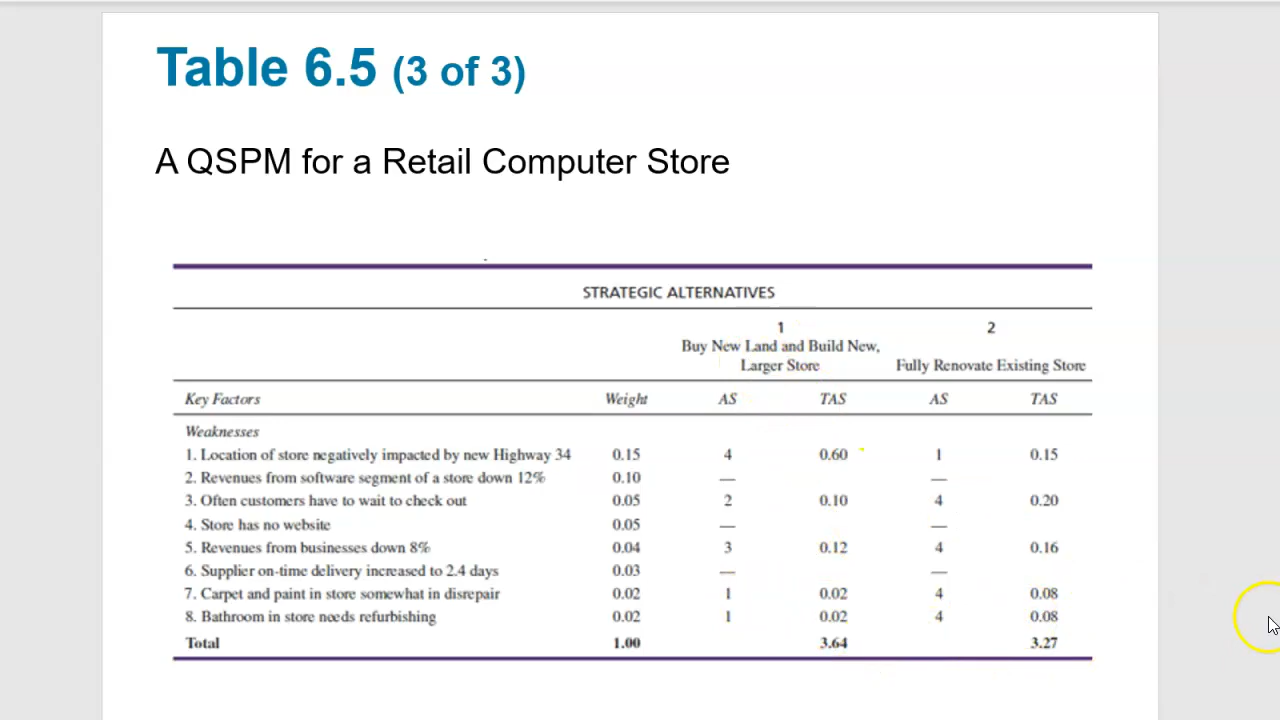 Table 6.5 (3 of 3)
A QSPM for a Retail Computer Store
STRATEGIC ALTERNATIVES
1 2
Buy New Land and Build New,
Larger Store Fully Renovate Existing Store
Key Factors Weight AS TAS AS TAS
Weaknesses
1. Location of store negatively impacted by new Highway 34 0.15 4 0.60 1 0.15
2. Revenues from software segment of a store down 12% 0.10 — —
3. Often customers have to wait to check out 0.05 2 0.10 4 0.20
4. Store has no website 0.05 — —
5. Revenues from businesses down 8% 0.04 3 0.12 4 0.16
6. Supplier on-time delivery increased to 2.4 days 0.03 — —
7. Carpet and paint in store somewhat in disrepair 0.02 1 0.02 4 0.08
8. Bathroom in store needs refurbishing 0.02 1 0.02 4 0.08
Total 1.00 3.64 3.27